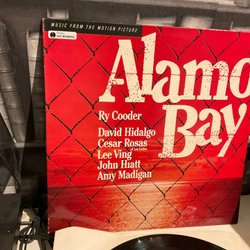 MUSIC FROM THE MOTION PICTURE
Alamo
Bay
Ry Cooder
David Hidalgo
Cesar Rosas
Lee Ving
John Hiatt
Amy Madigan